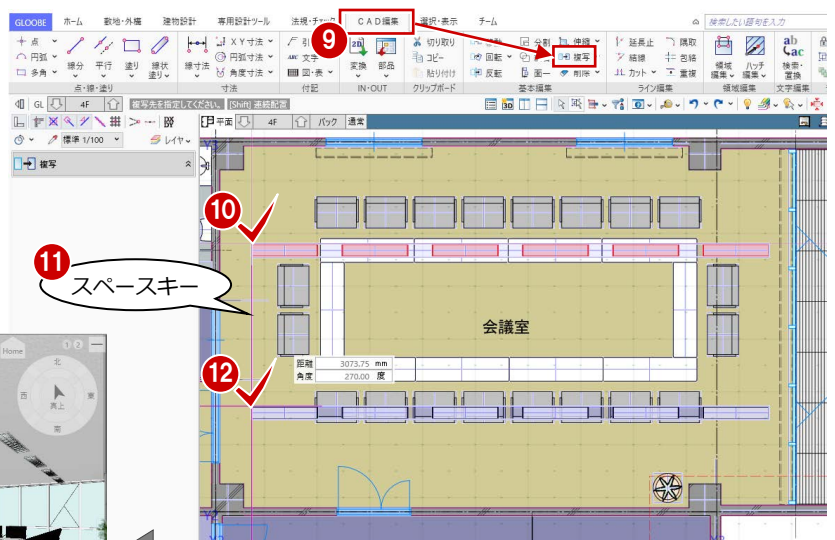 GLOOBE ホーム 敷地・外構 建物設計 専用設計ツール 法規・チェック CAD編集 選択・表示 チーム 検索したい語句を入力
点 円弧 多角 線分 平行 塗り 線状塗り
点・線・塗り
線寸法 XY寸法 円弧寸法 角度寸法
寸法
文字 図・表
付記
変換 部品
IN・OUT
切り取り コピー 貼り付け
クリップボード
回転 反転 分割 面一 伸縮 複写 削除
基本編集
延長止 隅取 結線 包絡 カット 重複
ライン編集
領域編集 ハッチ編集
領域編集
検索・置換
文字編集
GL 4F 複写先を指定してください。 [Shift] 連続配置
標準 1/100 レイヤ
平面 4F バック 通常
複写
9
10
11
スペースキー
会議室
距離 3073.75 mm
角度 270.00 度
12
Home
北
西 真上 東
南
Y3